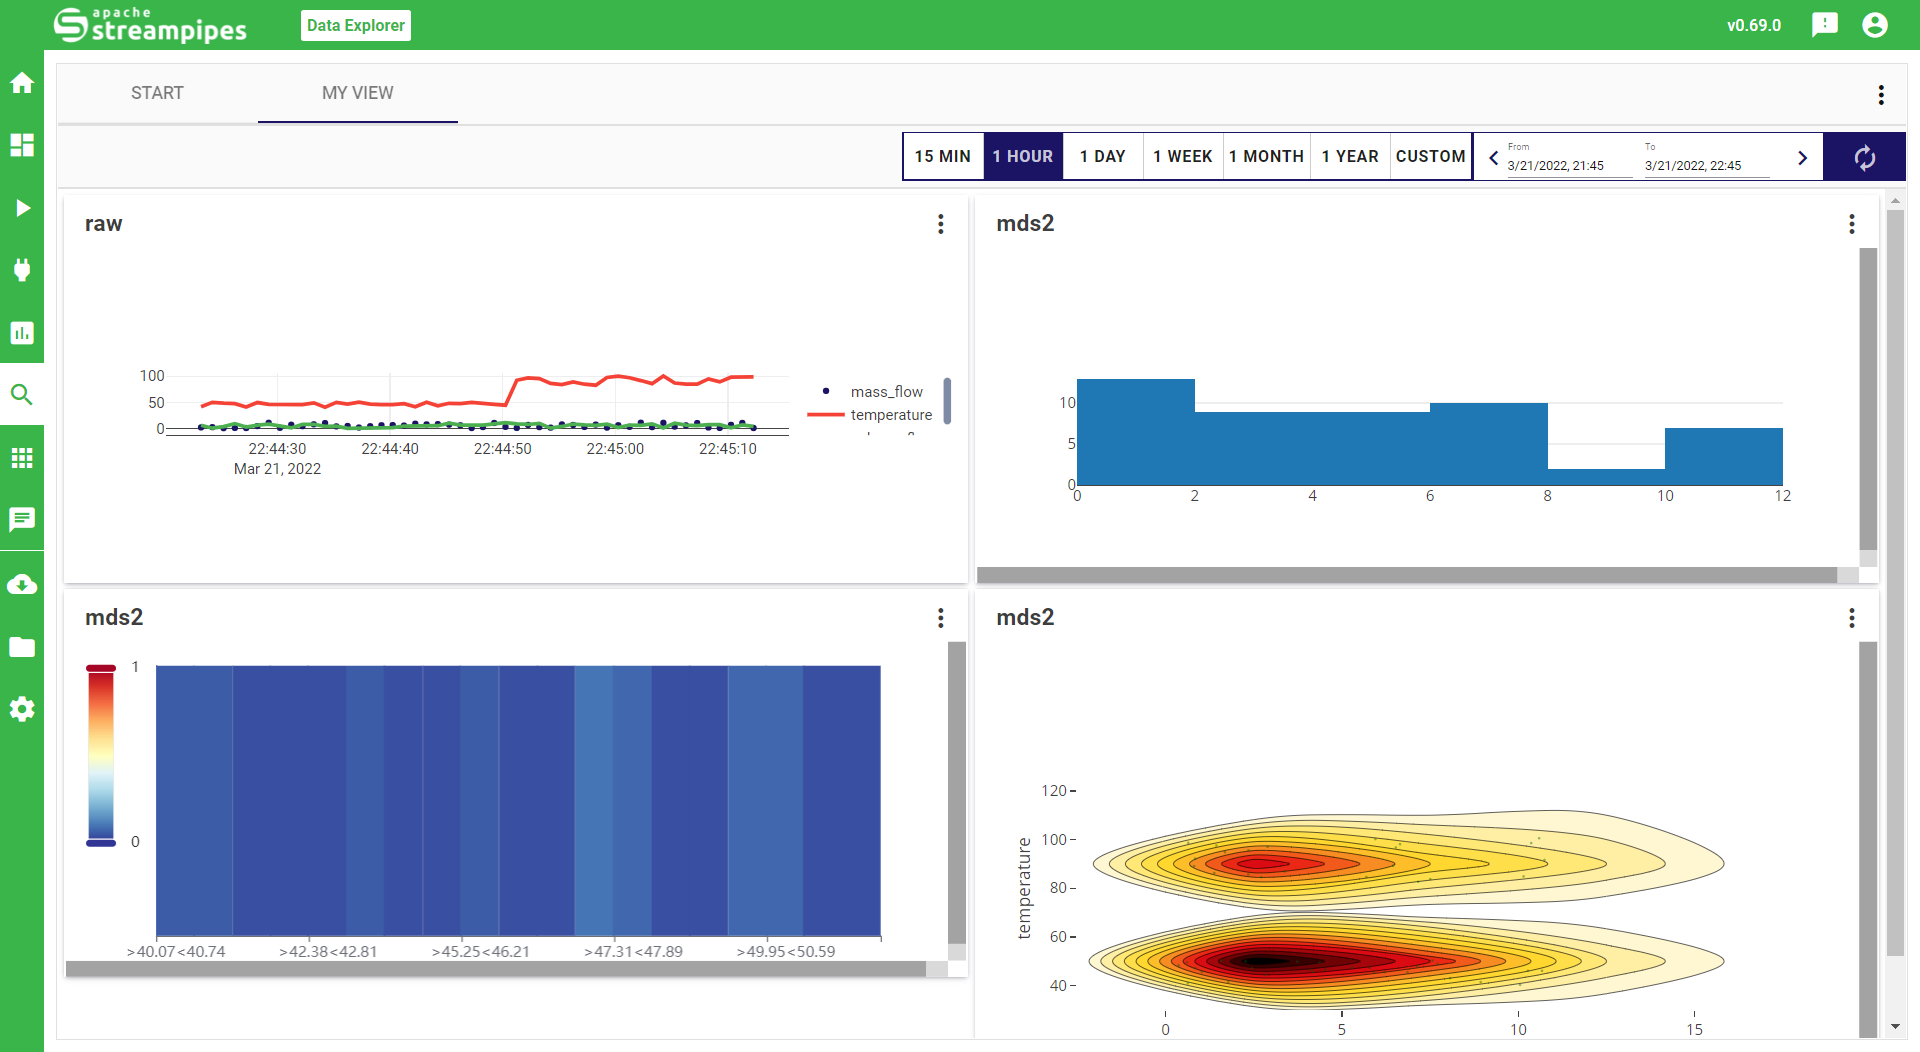 apache
streampipes
Data Explorer
v0.69.0
START
MY VIEW
15 MIN
1 HOUR
1 DAY
1 WEEK
1 MONTH
1 YEAR
CUSTOM
From
3/21/2022, 21:45
To
3/21/2022, 22:45
raw
100
50
0
22:44:30
22:44:40
22:44:50
22:45:00
22:45:10
Mar 21, 2022
mass_flow
temperature
mds2
10
5
0
0
2
4
6
8
10
12
mds2
1
0
>40.07<40.74
>42.38<42.81
>45.25<46.21
>47.31<47.89
>49.95<50.59
mds2
temperature
120
100
80
60
40
0
5
10
15